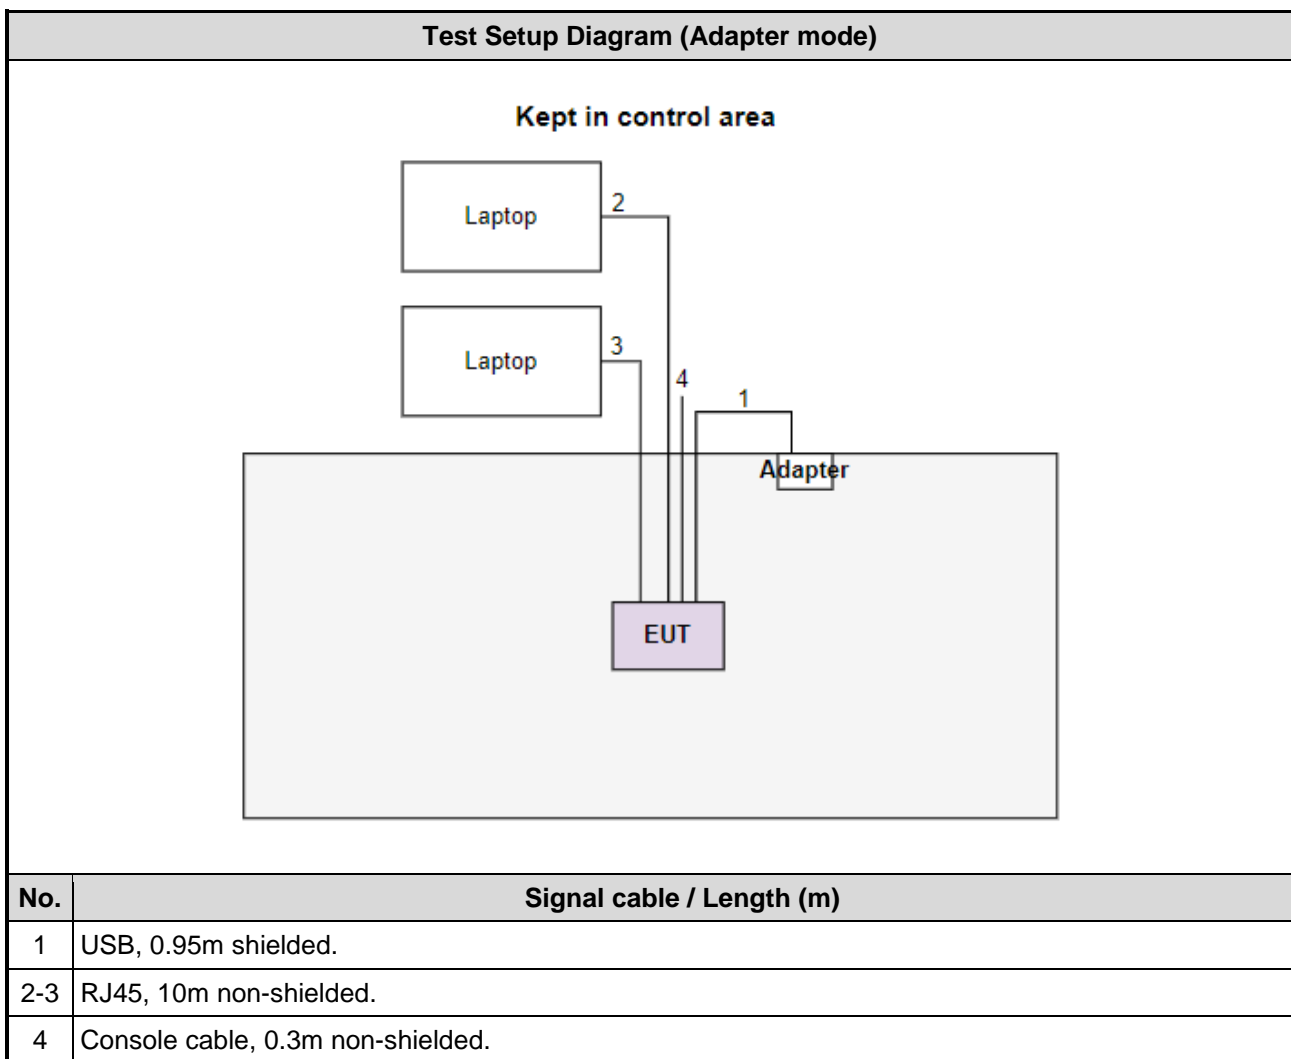 Test Setup Diagram (Adapter mode)
Kept in control area
Laptop
2
Laptop
3
4
1
Adapter
EUT
No. Signal cable / Length (m)
1 USB, 0.95m shielded.
2-3 RJ45, 10m non-shielded.
4 Console cable, 0.3m non-shielded.